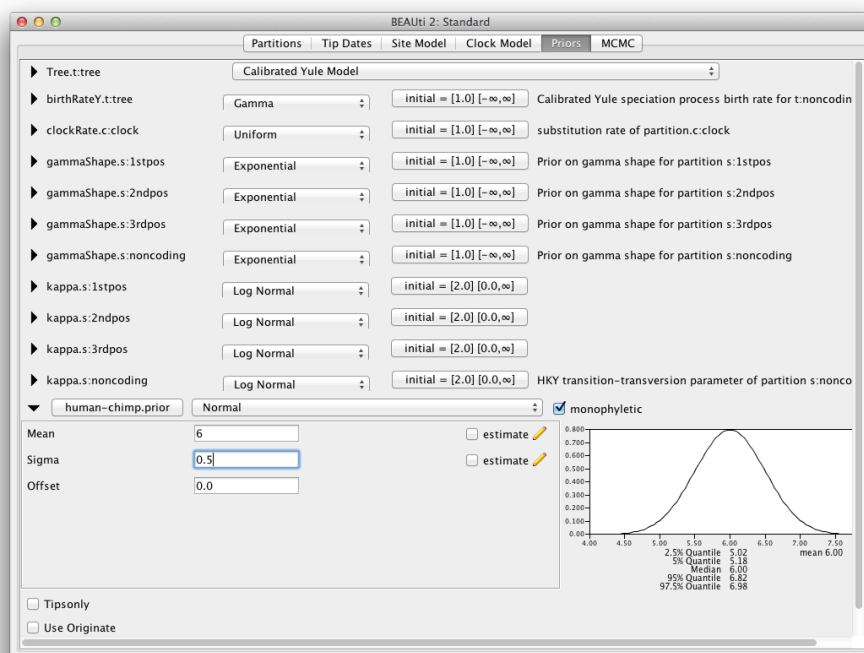 BEAUti 2: Standard
Partitions Tip Dates Site Model Clock Model Priors MCMC
Tree.t:tree Calibrated Yule Model
birthRateY.t:tree Gamma initial = [1.0] [-∞,∞] Calibrated Yule speciation process birth rate for t:noncodin
clockRate.c:clock Uniform initial = [1.0] [-∞,∞] substitution rate of partition.c:clock
gammaShape.s:1stpos Exponential initial = [1.0] [-∞,∞] Prior on gamma shape for partition s:1stpos
gammaShape.s:2ndpos Exponential initial = [1.0] [-∞,∞] Prior on gamma shape for partition s:2ndpos
gammaShape.s:3rdpos Exponential initial = [1.0] [-∞,∞] Prior on gamma shape for partition s:3rdpos
gammaShape.s:noncoding Exponential initial = [1.0] [-∞,∞] Prior on gamma shape for partition s:noncoding
kappa.s:1stpos Log Normal initial = [2.0] [0.0,∞]
kappa.s:2ndpos Log Normal initial = [2.0] [0.0,∞]
kappa.s:3rdpos Log Normal initial = [2.0] [0.0,∞]
kappa.s:noncoding Log Normal initial = [2.0] [0.0,∞] HKY transition-transversion parameter of partition s:nonco
human-chimp.prior Normal monophyletic
Mean 6 estimate
Sigma 0.5 estimate
Offset 0.0
0.800
0.700
0.600
0.500
0.400
0.300
0.200
0.100
0.00
4.00 4.50 5.00 5.50 6.00 6.50 7.00 7.50
2.5% Quantile 5.02 mean 6.00
5% Quantile 5.18
Median 6.00
95% Quantile 6.82
97.5% Quantile 6.98
Tipsonly
Use Originate